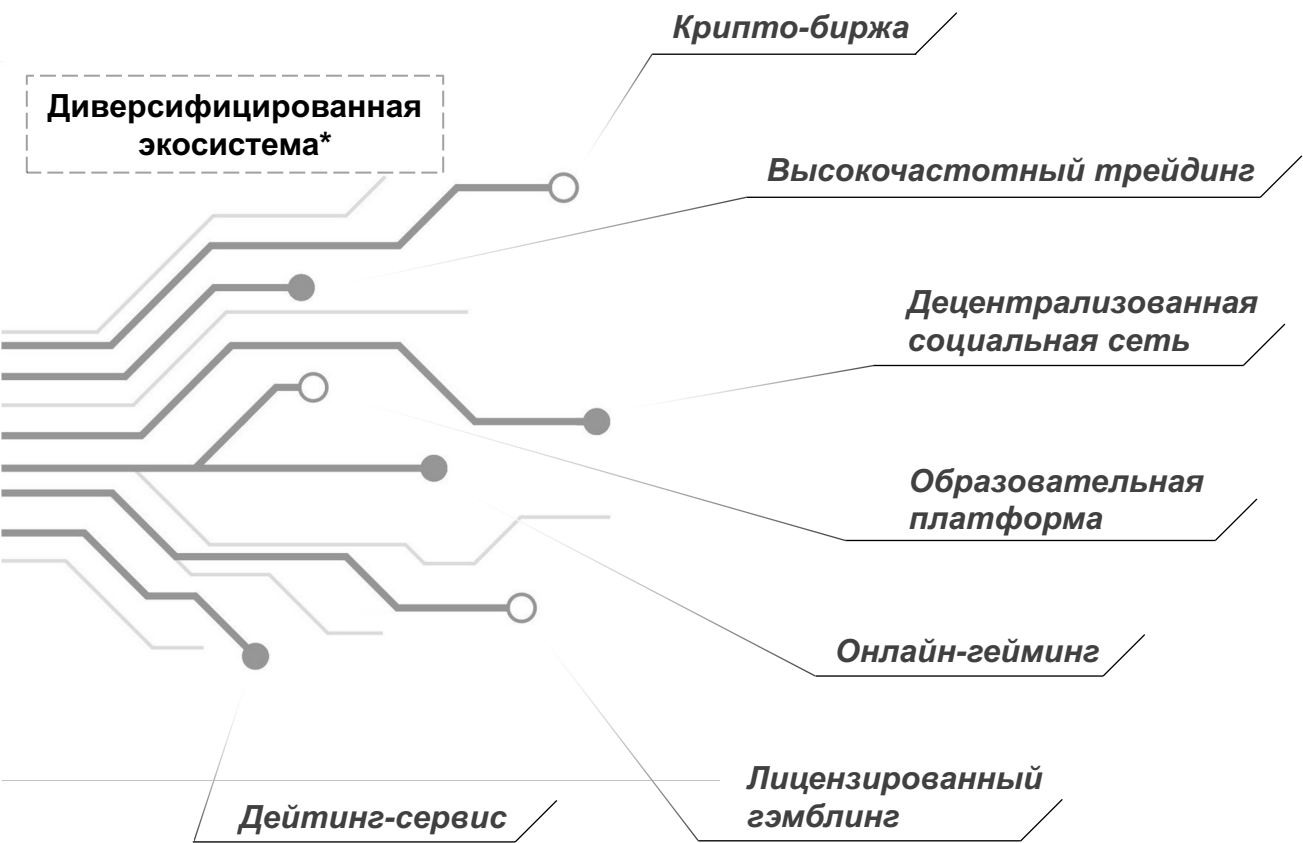 Крипто-биржа
Диверсифицированная
экосистема*
Высокочастотный трейдинг
Децентрализованная
социальная сеть
Образовательная
платформа
Онлайн-гейминг
Лицензированный
гэмблинг
Дейтинг-сервис